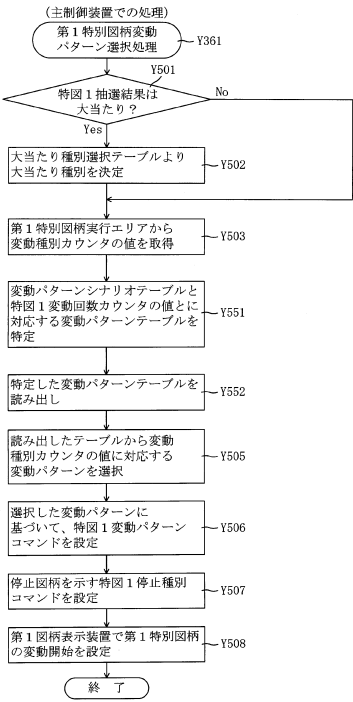 (主制御装置での処理)
第1特別図柄変動
パターン選択処理
Y361
Y501
特図1抽選結果は
大当たり?
No
Yes
大当たり種別選択テーブルより
大当たり種別を決定
Y502
第1特別図柄実行エリアから
変動種別カウンタの値を取得
Y503
変動パターンシナリオテーブルと
特図1変動回数カウンタの値とに
対応する変動パターンテーブルを
特定
Y551
特定した変動パターンテーブルを
読み出し
Y552
読み出したテーブルから変動
種別カウンタの値に対応する
変動パターンを選択
Y505
選択した変動パターンに
基づいて、特図1変動パターン
コマンドを設定
Y506
停止図柄を示す特図1停止種別
コマンドを設定
Y507
第1図柄表示装置で第1特別図柄
の変動開始を設定
Y508
終 了